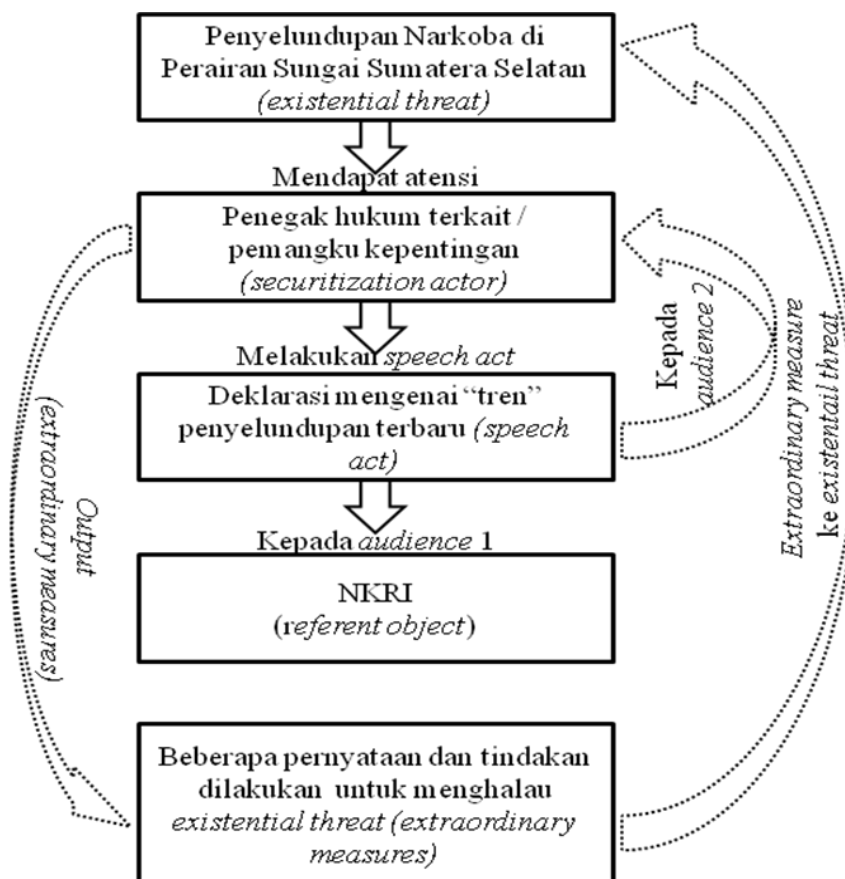 Penyelundupan Narkoba di
Perairan Sungai Sumatera Selatan
(existential threat)
Mendapat atensi
Penegak hukum terkait /
pemangku kepentingan
(securitization actor)
Melakukan speech act
Deklarasi mengenai “tren”
penyelundupan terbaru (speech
act)
Kepada audience 1
NKRI
(referent object)
Beberapa pernyataan dan tindakan
dilakukan untuk menghalau
existential threat (extraordinary
measures)
Output
(extraordinary measures)
Kepada
audience 2
Extraordinary measure
ke existentail threat